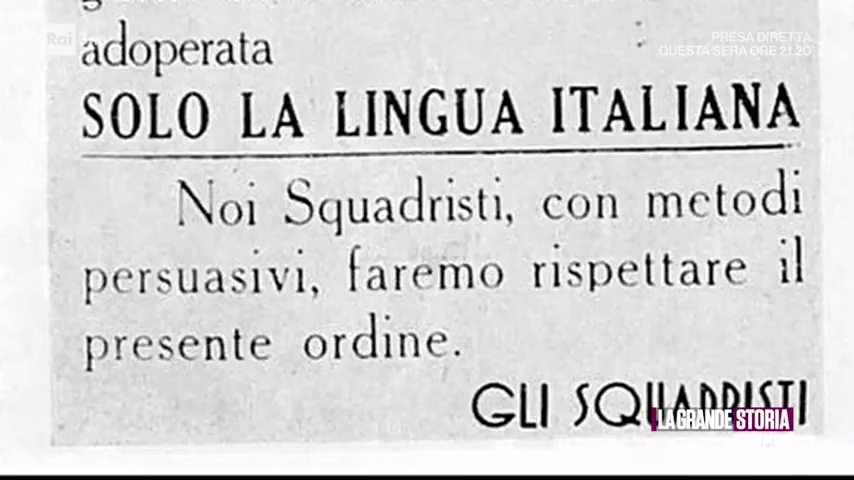 Rai
PRESA DIRETTA
QUESTA SERA ORE 21.20
adoperata
SOLO LA LINGUA ITALIANA
Noi Squadristi, con metodi
persuasivi, faremo rispettare il
presente ordine.
GLI SQUADRISTI
LA GRANDE STORIA